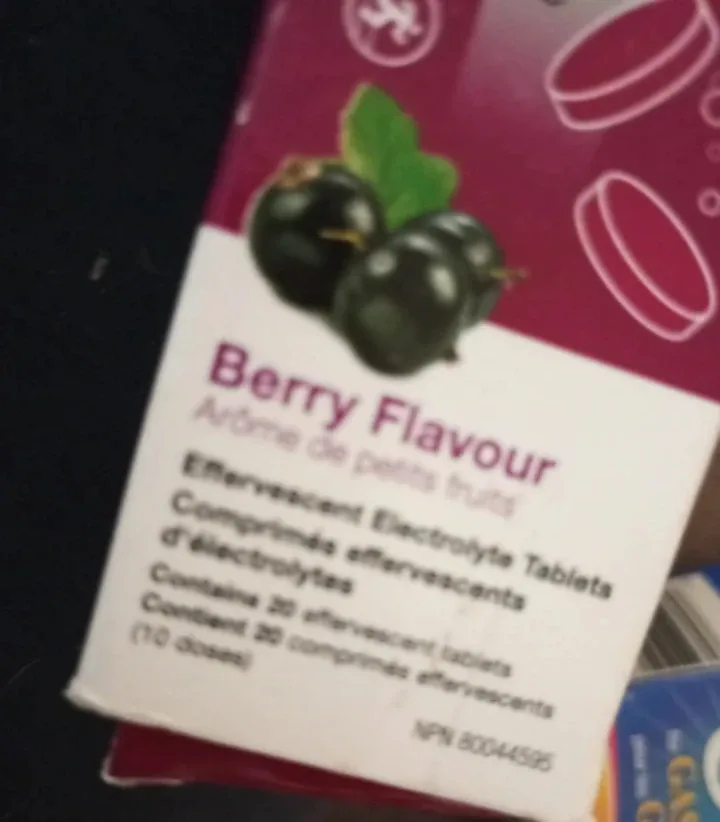 Berry Flavour
Arôme de petits fruits
Effervescent Electrolyte Tablets
Comprimés effervescents
d'électrolytes
Contains 20 effervescent tablets
Contient 20 comprimés effervescents
(10 doses)
NPN 80044595
GAS